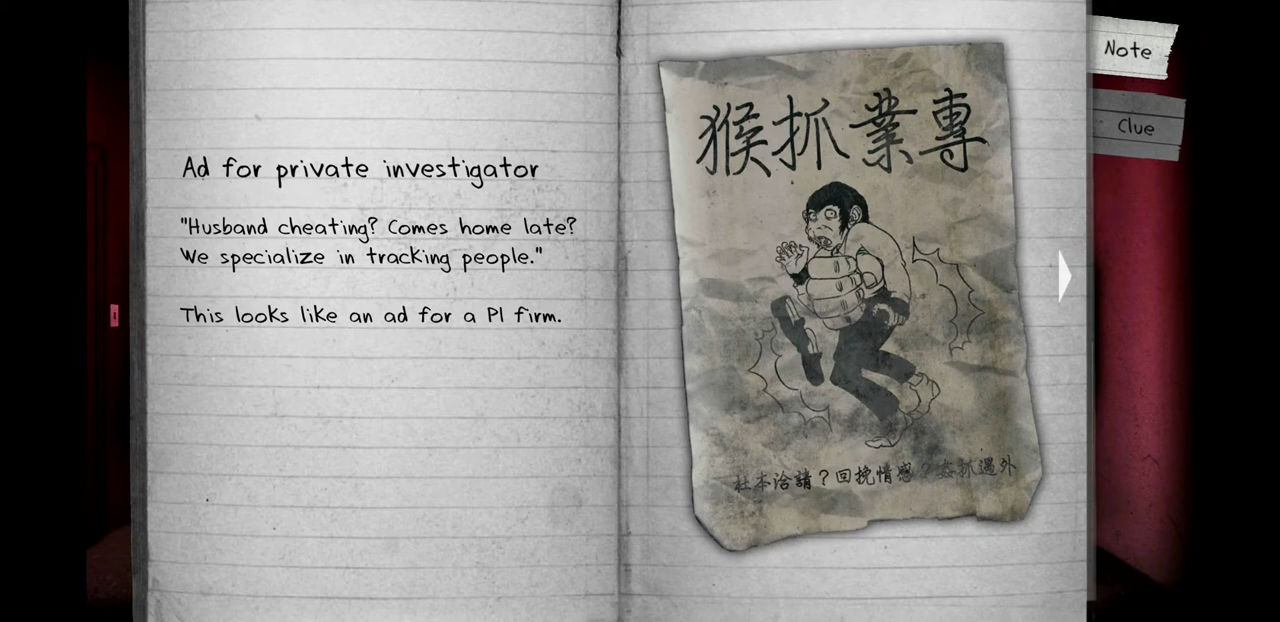 Note
Clue
Ad for private investigator
"Husband cheating? Comes home late?
We specialize in tracking people."
This looks like an ad for a PI firm.
專業抓猴
外遇抓姦？感情挽回？請洽本社